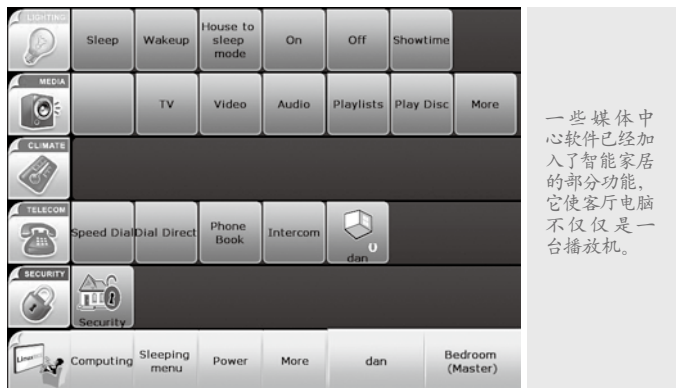 LIGHTING
Sleep
Wakeup
House to
sleep
mode
On
Off
Showtime
MEDIA
TV
Video
Audio
Playlists
Play Disc
More
CLIMATE
TELECOM
Speed Dial
Dial Direct
Phone
Book
Intercom
dan
SECURITY
Security
Computing
Sleeping
menu
Power
More
dan
Bedroom
(Master)
一些媒体中
心软件已经加
入了智能家居
的部分功能，
它使客厅电脑
不仅仅是一
台播放机。